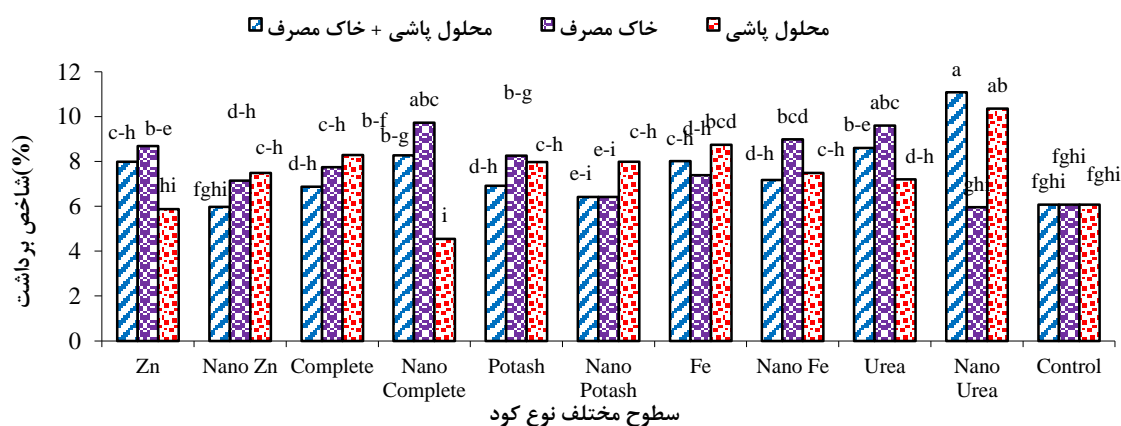 محلول پاشی + خاک مصرف خاک مصرف محلول پاشی
شاخص برداشت(%)
12
10
8
6
4
2
0
c-h b-e hi
fghi d-h c-h
d-h c-h b-f
b-g abc i
d-h b-g c-h
e-i e-i c-h
c-h d-h bcd
d-h bcd c-h
b-e abc d-h
a ghi ab
fghi fghi fghi
Zn Nano Zn Complete Nano Complete Potash Nano Potash Fe Nano Fe Urea Nano Urea Control
سطوح مختلف نوع کود